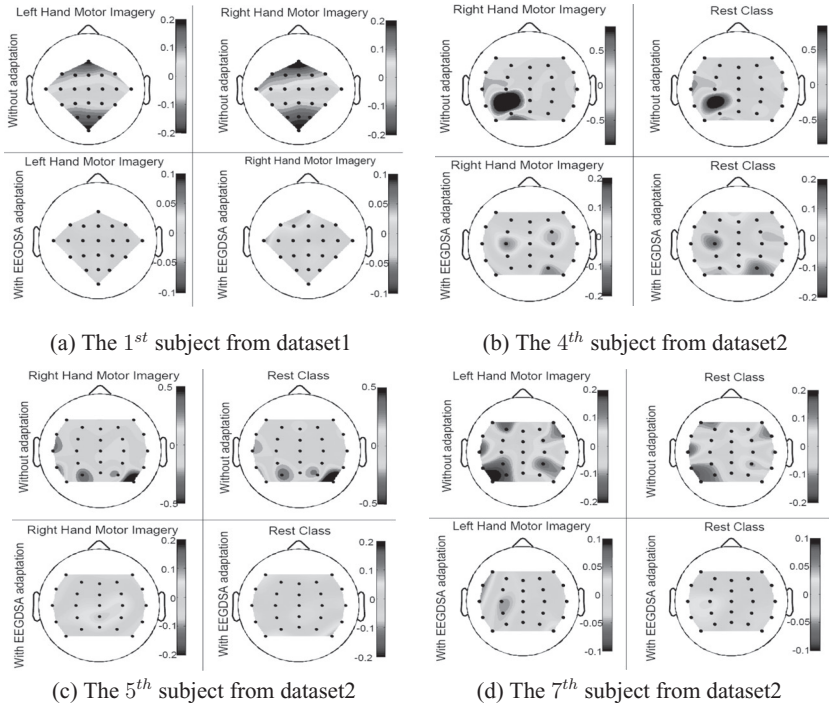 Left Hand Motor Imagery
Right Hand Motor Imagery
Without adaptation
0.2
0.1
0
-0.1
-0.2
0.2
0.1
0
-0.1
-0.2
Left Hand Motor Imagery
Right Hand Motor Imagery
With EEGDSA adaptation
0.1
0.05
0
-0.05
-0.1
0.1
0.05
0
-0.05
-0.1
(a) The 1st subject from dataset1
Right Hand Motor Imagery
Rest Class
Without adaptation
0.5
0
-0.5
0.5
0
-0.5
Right Hand Motor Imagery
Rest Class
With EEGDSA adaptation
0.2
0.1
0
-0.1
-0.2
0.2
0.1
0
-0.1
-0.2
(b) The 4th subject from dataset2
Right Hand Motor Imagery
Rest Class
Without adaptation
0.5
0
-0.5
0.5
0
-0.5
Right Hand Motor Imagery
Rest Class
With EEGDSA adaptation
0.2
0.1
0
-0.1
-0.2
0.2
0.1
0
-0.1
-0.2
(c) The 5th subject from dataset2
Left Hand Motor Imagery
Rest Class
Without adaptation
0.2
0.1
0
-0.1
-0.2
0.2
0.1
0
-0.1
-0.2
Left Hand Motor Imagery
Rest Class
With EEGDSA adaptation
0.1
0.05
0
-0.05
-0.1
0.1
0.05
0
-0.05
-0.1
(d) The 7th subject from dataset2